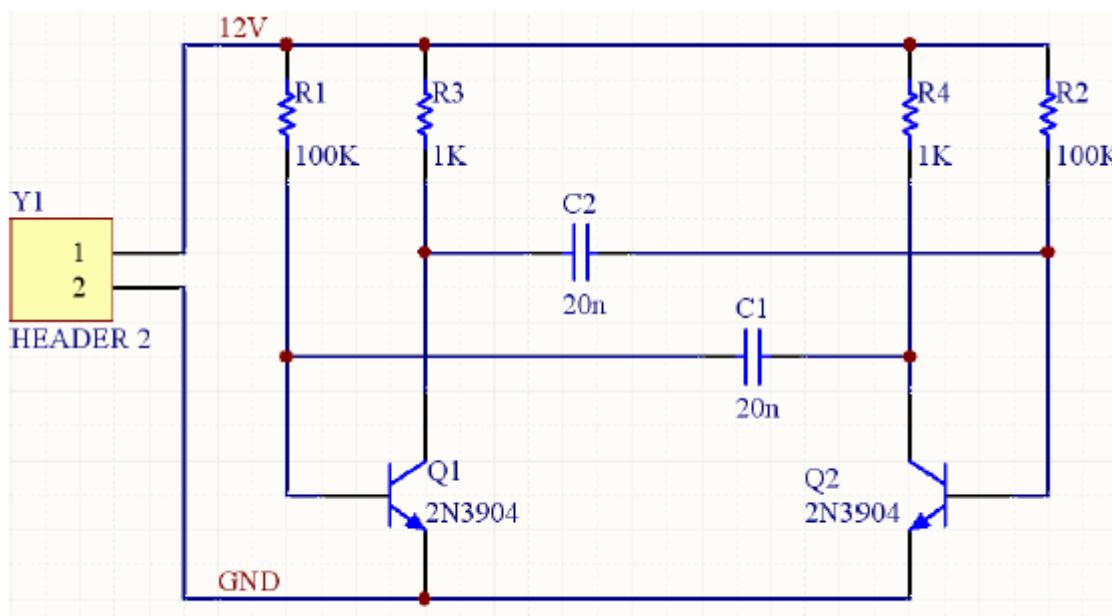 12V
R1
R3
R4
R2
100K
1K
1K
100K
Y1
C2
1
2
20n
C1
HEADER 2
20n
Q1
Q2
2N3904
2N3904
GND